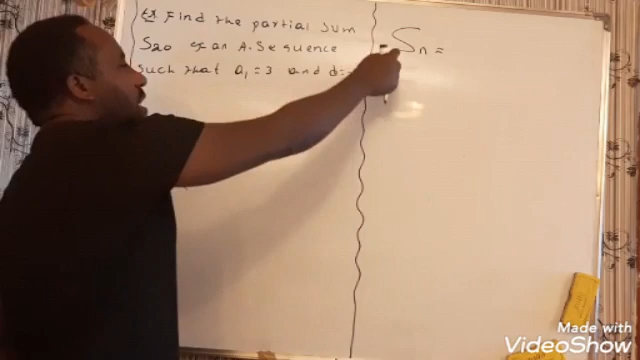 Ex Find the partial sum
S20 of an A. Sequence
such that a1 = 3 and d=
Sn =
Made with
VideoShow